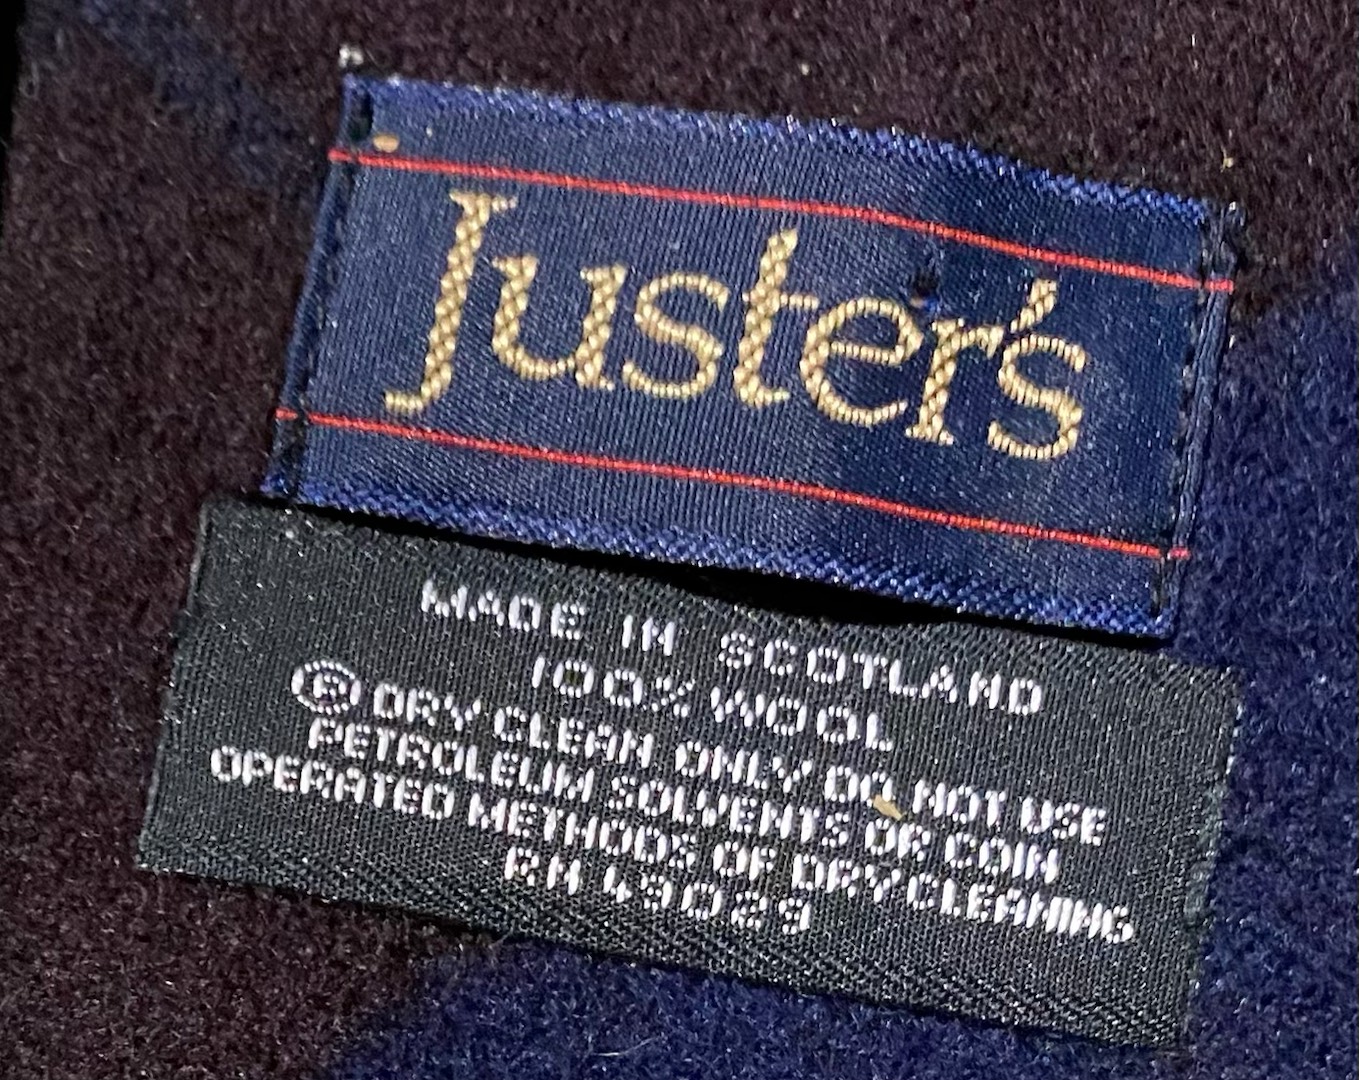 Juster's
MADE IN SCOTLAND
100% WOOL
Ⓟ DRY CLEAN ONLY DO NOT USE
PETROLEUM SOLVENTS OR COIN
OPERATED METHODS OF DRYCLEANING
RN 49029